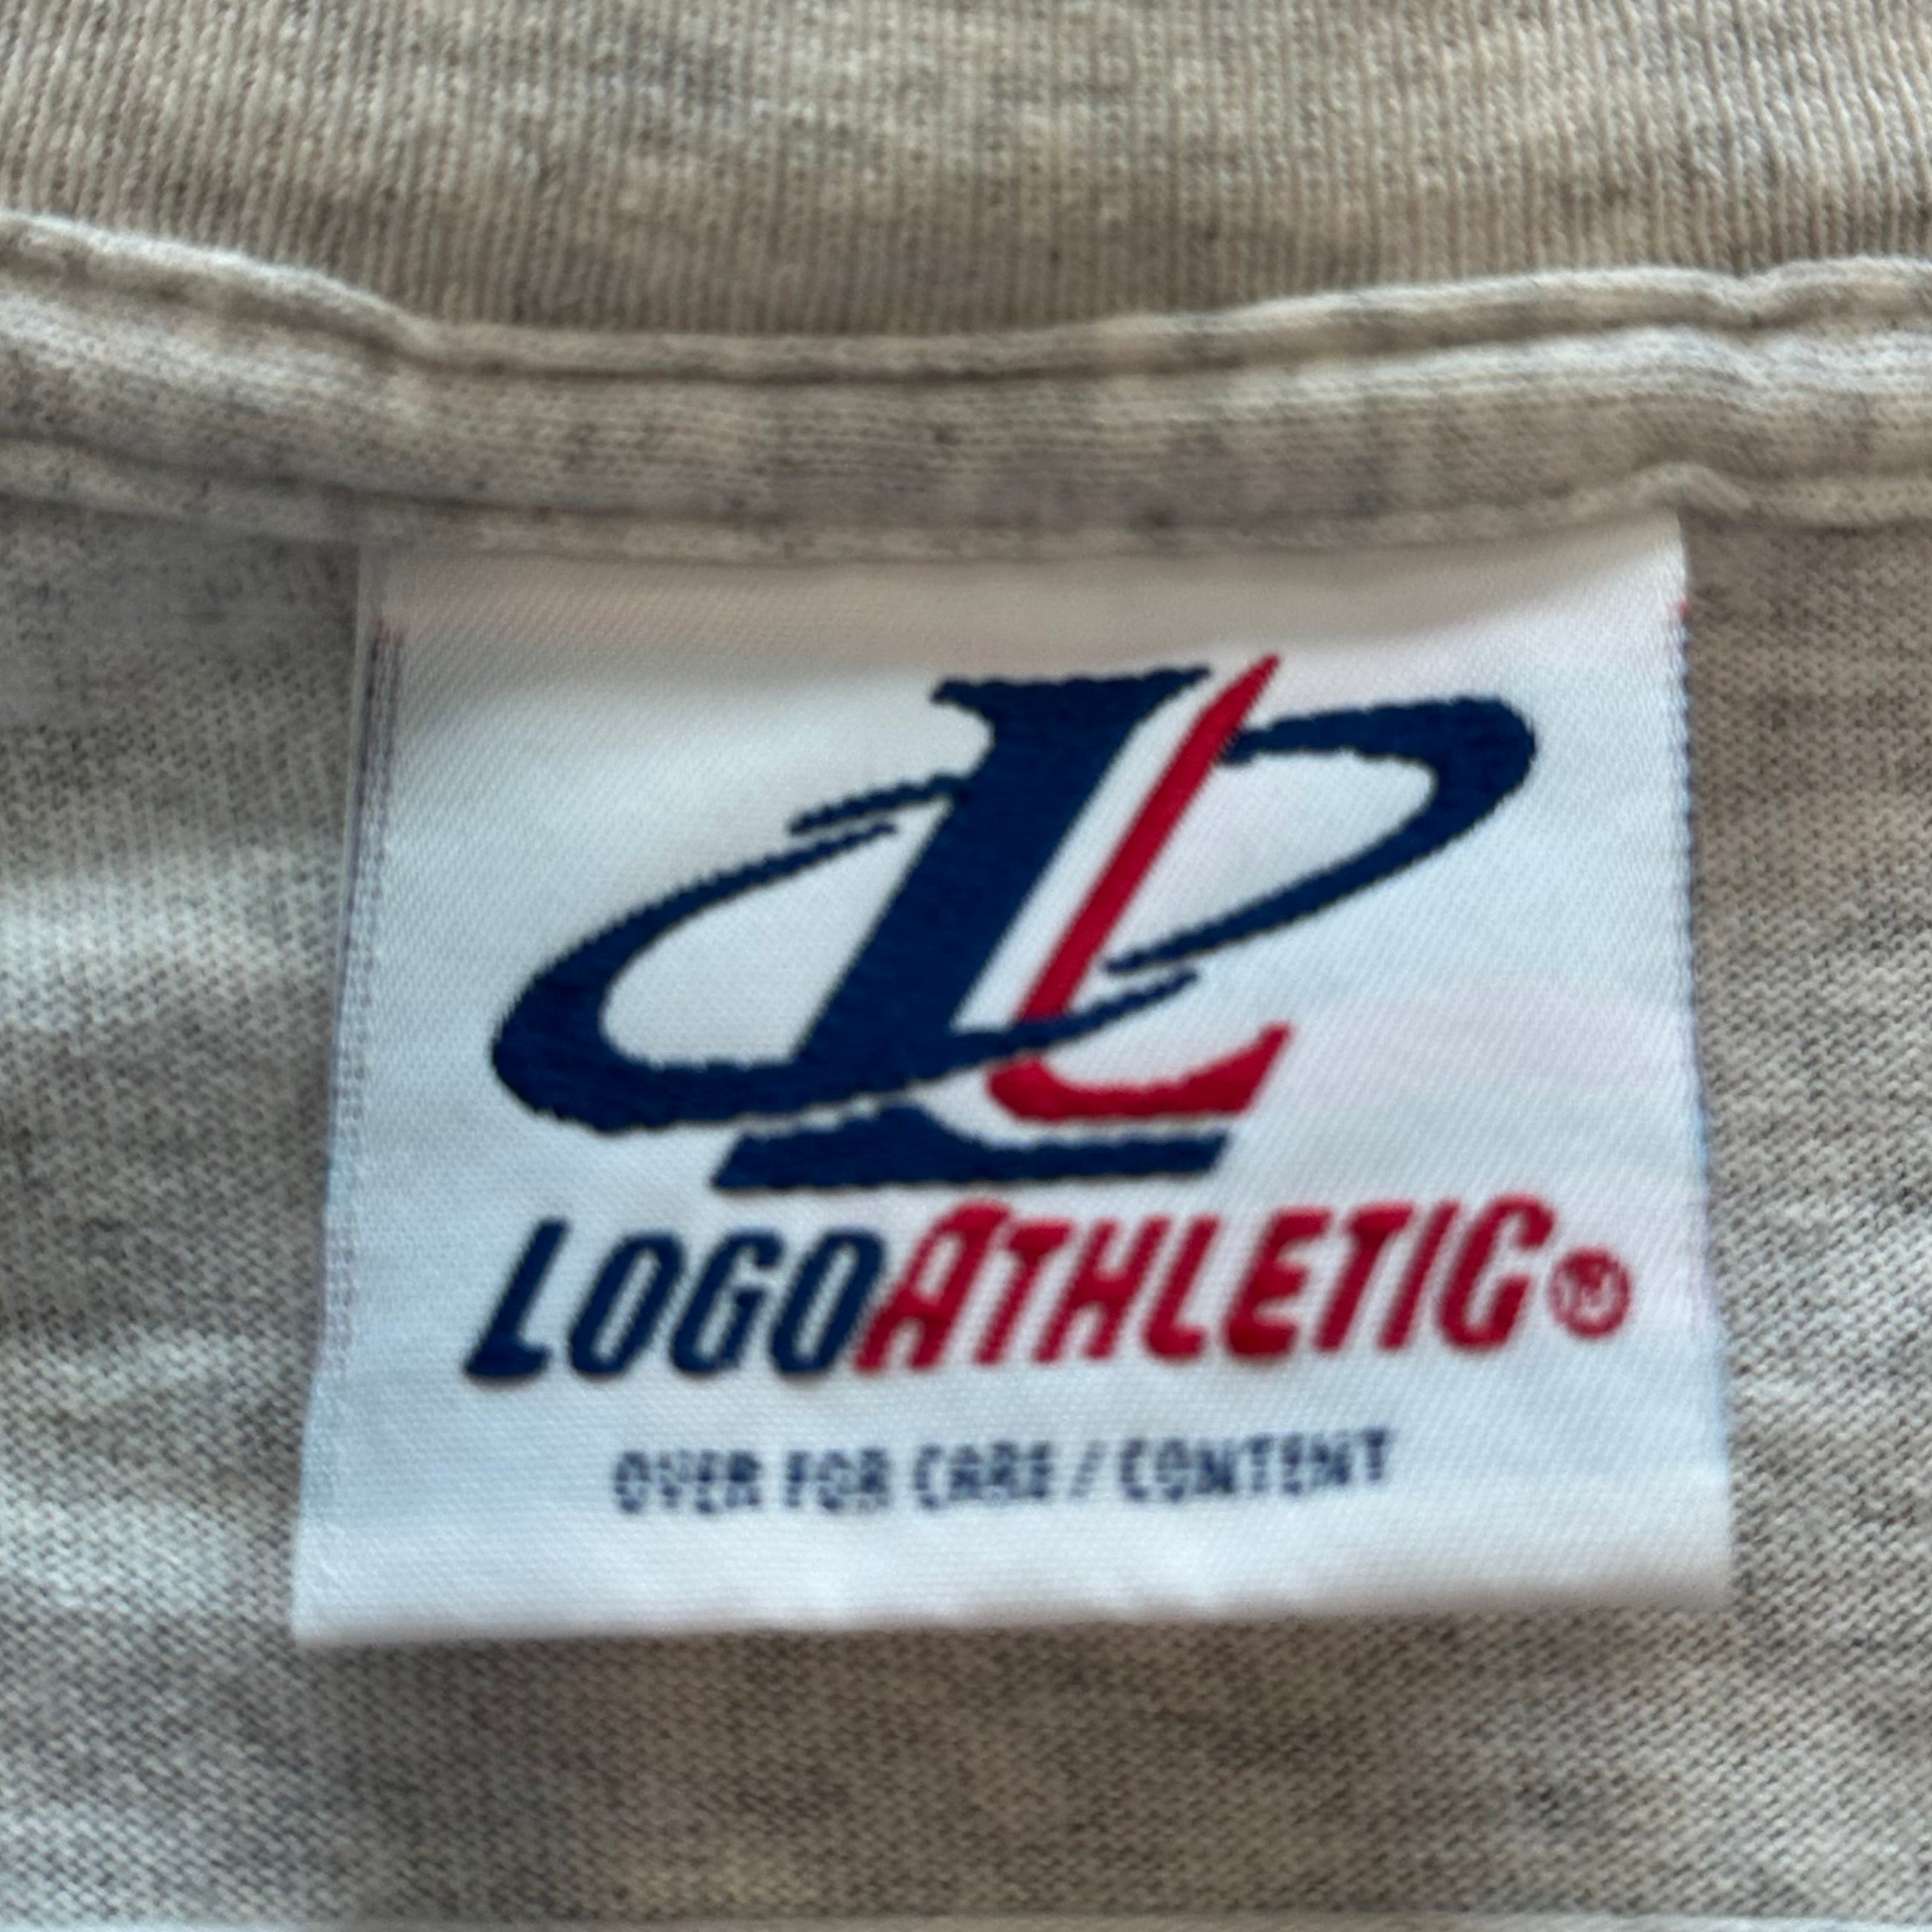 L
LOGOATHLETIC®
OVER FOR CARE / CONTENT